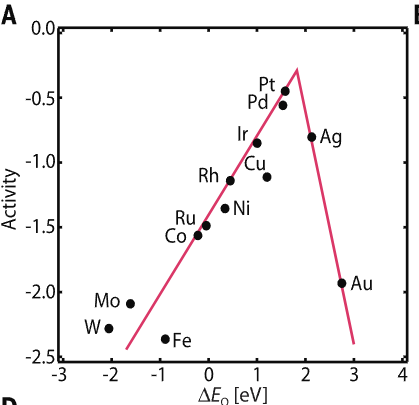 A
0.0
-0.5
-1.0
-1.5
-2.0
-2.5
Activity
Pt
Pd
Ir
Ag
Cu
Rh
Ni
Ru
Co
Au
Mo
W
Fe
-3 -2 -1 0 1 2 3 4
ΔE_O [eV]